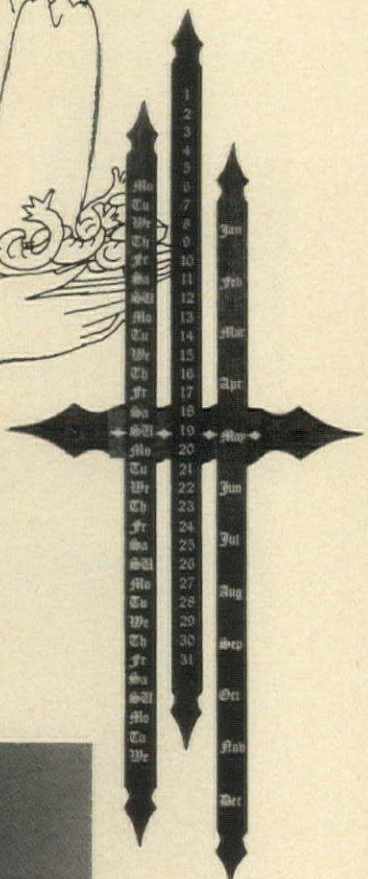 Mo
Tu
We
Th
Fr
Sa
SU
Mo
Tu
We
Th
Fr
Sa
SU
Mo
Tu
We
Th
Fr
Sa
SU
Mo
Tu
We
Th
Fr
Sa
SU
Mo
Tu
We
1
2
3
4
5
6
7
8
9
10
11
12
13
14
15
16
17
18
19
20
21
22
23
24
25
26
27
28
29
30
31
Jan
Feb
Mar
Apr
May
Jun
Jul
Aug
Sep
Oct
Nov
Dec